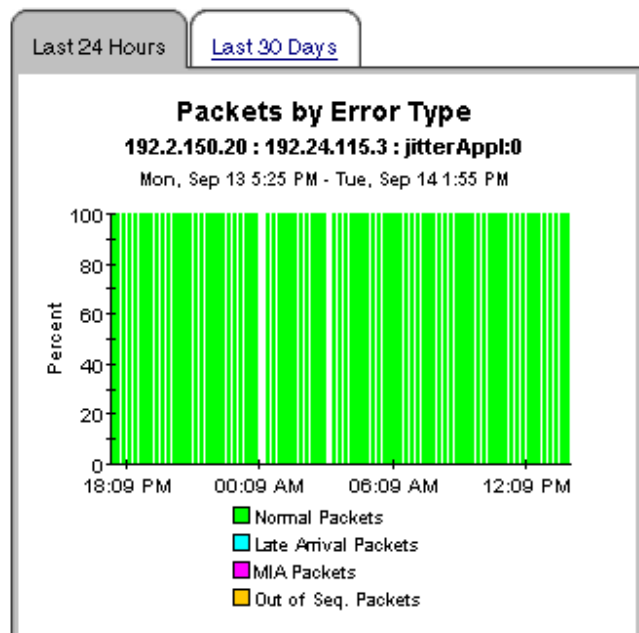 Last 24 Hours
Last 30 Days
Packets by Error Type
192.2.150.20 : 192.24.115.3 : jitterAppl:0
Mon, Sep 13 5:25 PM - Tue, Sep 14 1:55 PM
Percent
100
80
60
40
20
0
18:09 PM 00:09 AM 06:09 AM 12:09 PM
Normal Packets
Late Arrival Packets
MIA Packets
Out of Seq. Packets